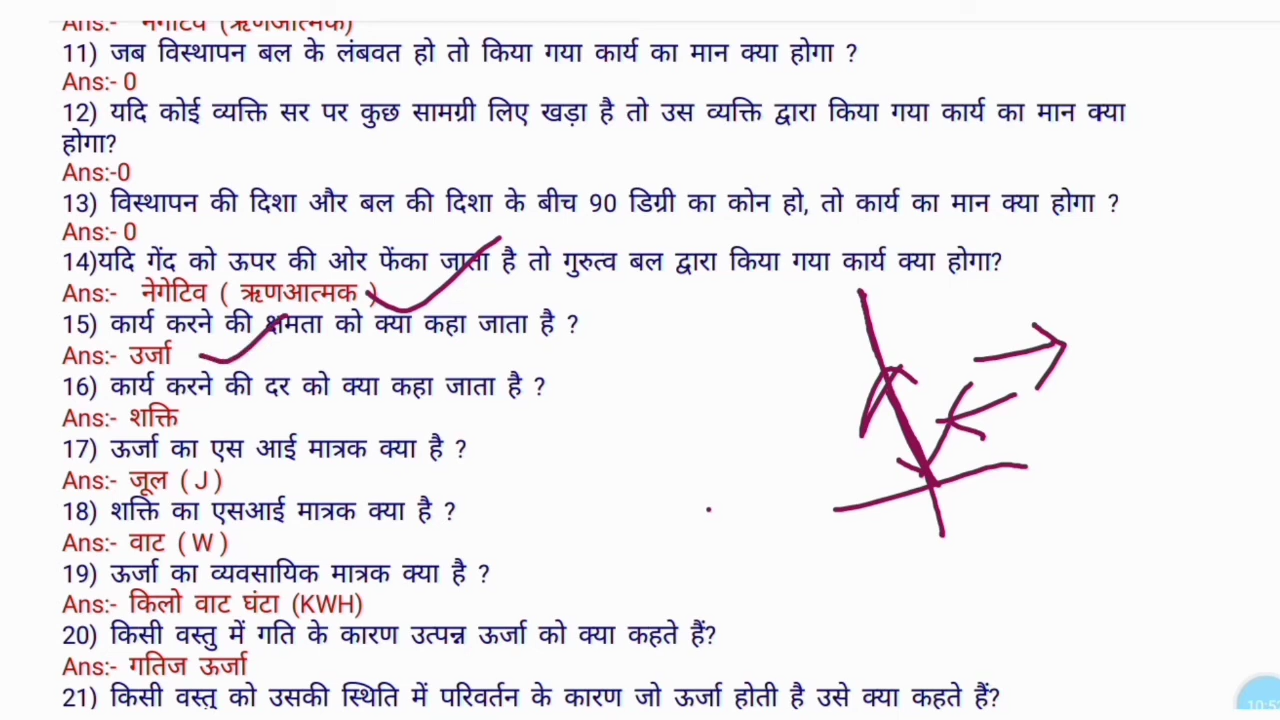 Ans:- नेगेटिव (ऋणआत्मक)
11) जब विस्थापन बल के लंबवत हो तो किया गया कार्य का मान क्या होगा ?
Ans:- 0
12) यदि कोई व्यक्ति सर पर कुछ सामग्री लिए खड़ा है तो उस व्यक्ति द्वारा किया गया कार्य का मान क्या
होगा?
Ans:-0
13) विस्थापन की दिशा और बल की दिशा के बीच 90 डिग्री का कोन हो, तो कार्य का मान क्या होगा ?
Ans:- 0
14)यदि गेंद को ऊपर की ओर फेंका जाता है तो गुरुत्व बल द्वारा किया गया कार्य क्या होगा?
Ans:- नेगेटिव ( ऋणआत्मक )
15) कार्य करने की क्षमता को क्या कहा जाता है ?
Ans:- उर्जा
16) कार्य करने की दर को क्या कहा जाता है ?
Ans:- शक्ति
17) ऊर्जा का एस आई मात्रक क्या है ?
Ans:- जूल ( J )
18) शक्ति का एसआई मात्रक क्या है ?
Ans:- वाट ( W )
19) ऊर्जा का व्यवसायिक मात्रक क्या है ?
Ans:- किलो वाट घंटा (KWH)
20) किसी वस्तु में गति के कारण उत्पन्न ऊर्जा को क्या कहते हैं?
Ans:- गतिज ऊर्जा
21) किसी वस्तु को उसकी स्थिति में परिवर्तन के कारण जो ऊर्जा होती है उसे क्या कहते हैं?